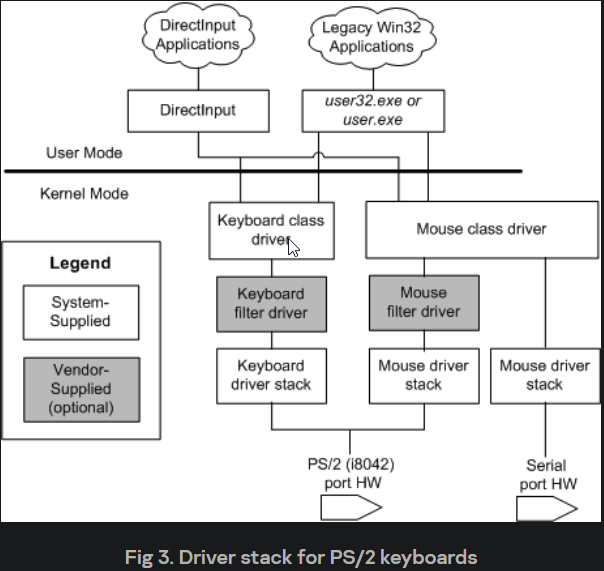 DirectInput
Applications
Legacy Win32
Applications
DirectInput
user32.exe or
user.exe
User Mode
Kernel Mode
Keyboard class
driver
Mouse class driver
Legend
System-
Supplied
Vendor-
Supplied
(optional)
Keyboard
filter driver
Mouse
filter driver
Keyboard
driver stack
Mouse driver
stack
Mouse driver
stack
PS/2 (i8042)
port HW
Serial
port HW
Fig 3. Driver stack for PS/2 keyboards